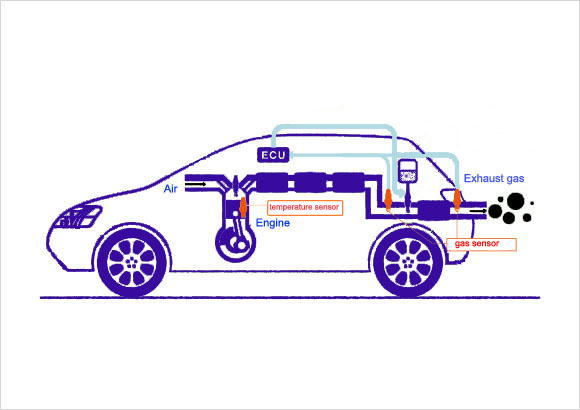 ECU
Exhaust gas
Air
temperature sensor
Engine
gas sensor